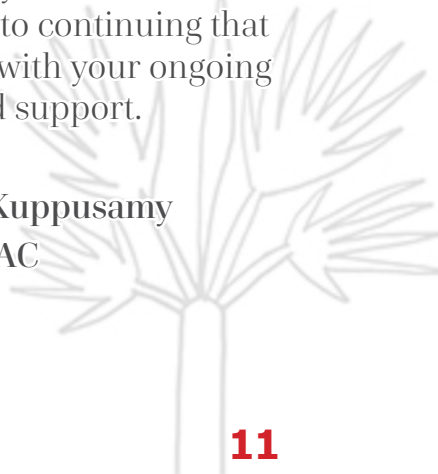 to continuing that
with your ongoing
support.
Kuppusamy
AC
11